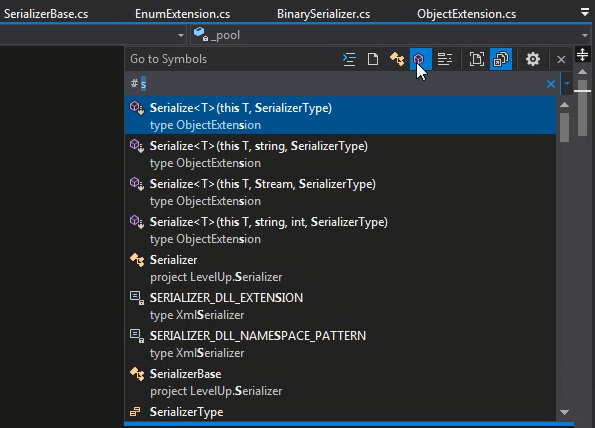 SerializerBase.cs EnumExtension.cs BinarySerializer.cs ObjectExtension.cs
_pool
Go to Symbols
# s
Serialize<T>(this T, SerializerType)
type ObjectExtension
Serialize<T>(this T, string, SerializerType)
type ObjectExtension
Serialize<T>(this T, Stream, SerializerType)
type ObjectExtension
Serialize<T>(this T, string, int, SerializerType)
type ObjectExtension
Serializer
project LevelUp.Serializer
SERIALIZER_DLL_EXTENSION
type XmlSerializer
SERIALIZER_DLL_NAMESPACE_PATTERN
type XmlSerializer
SerializerBase
project LevelUp.Serializer
SerializerType